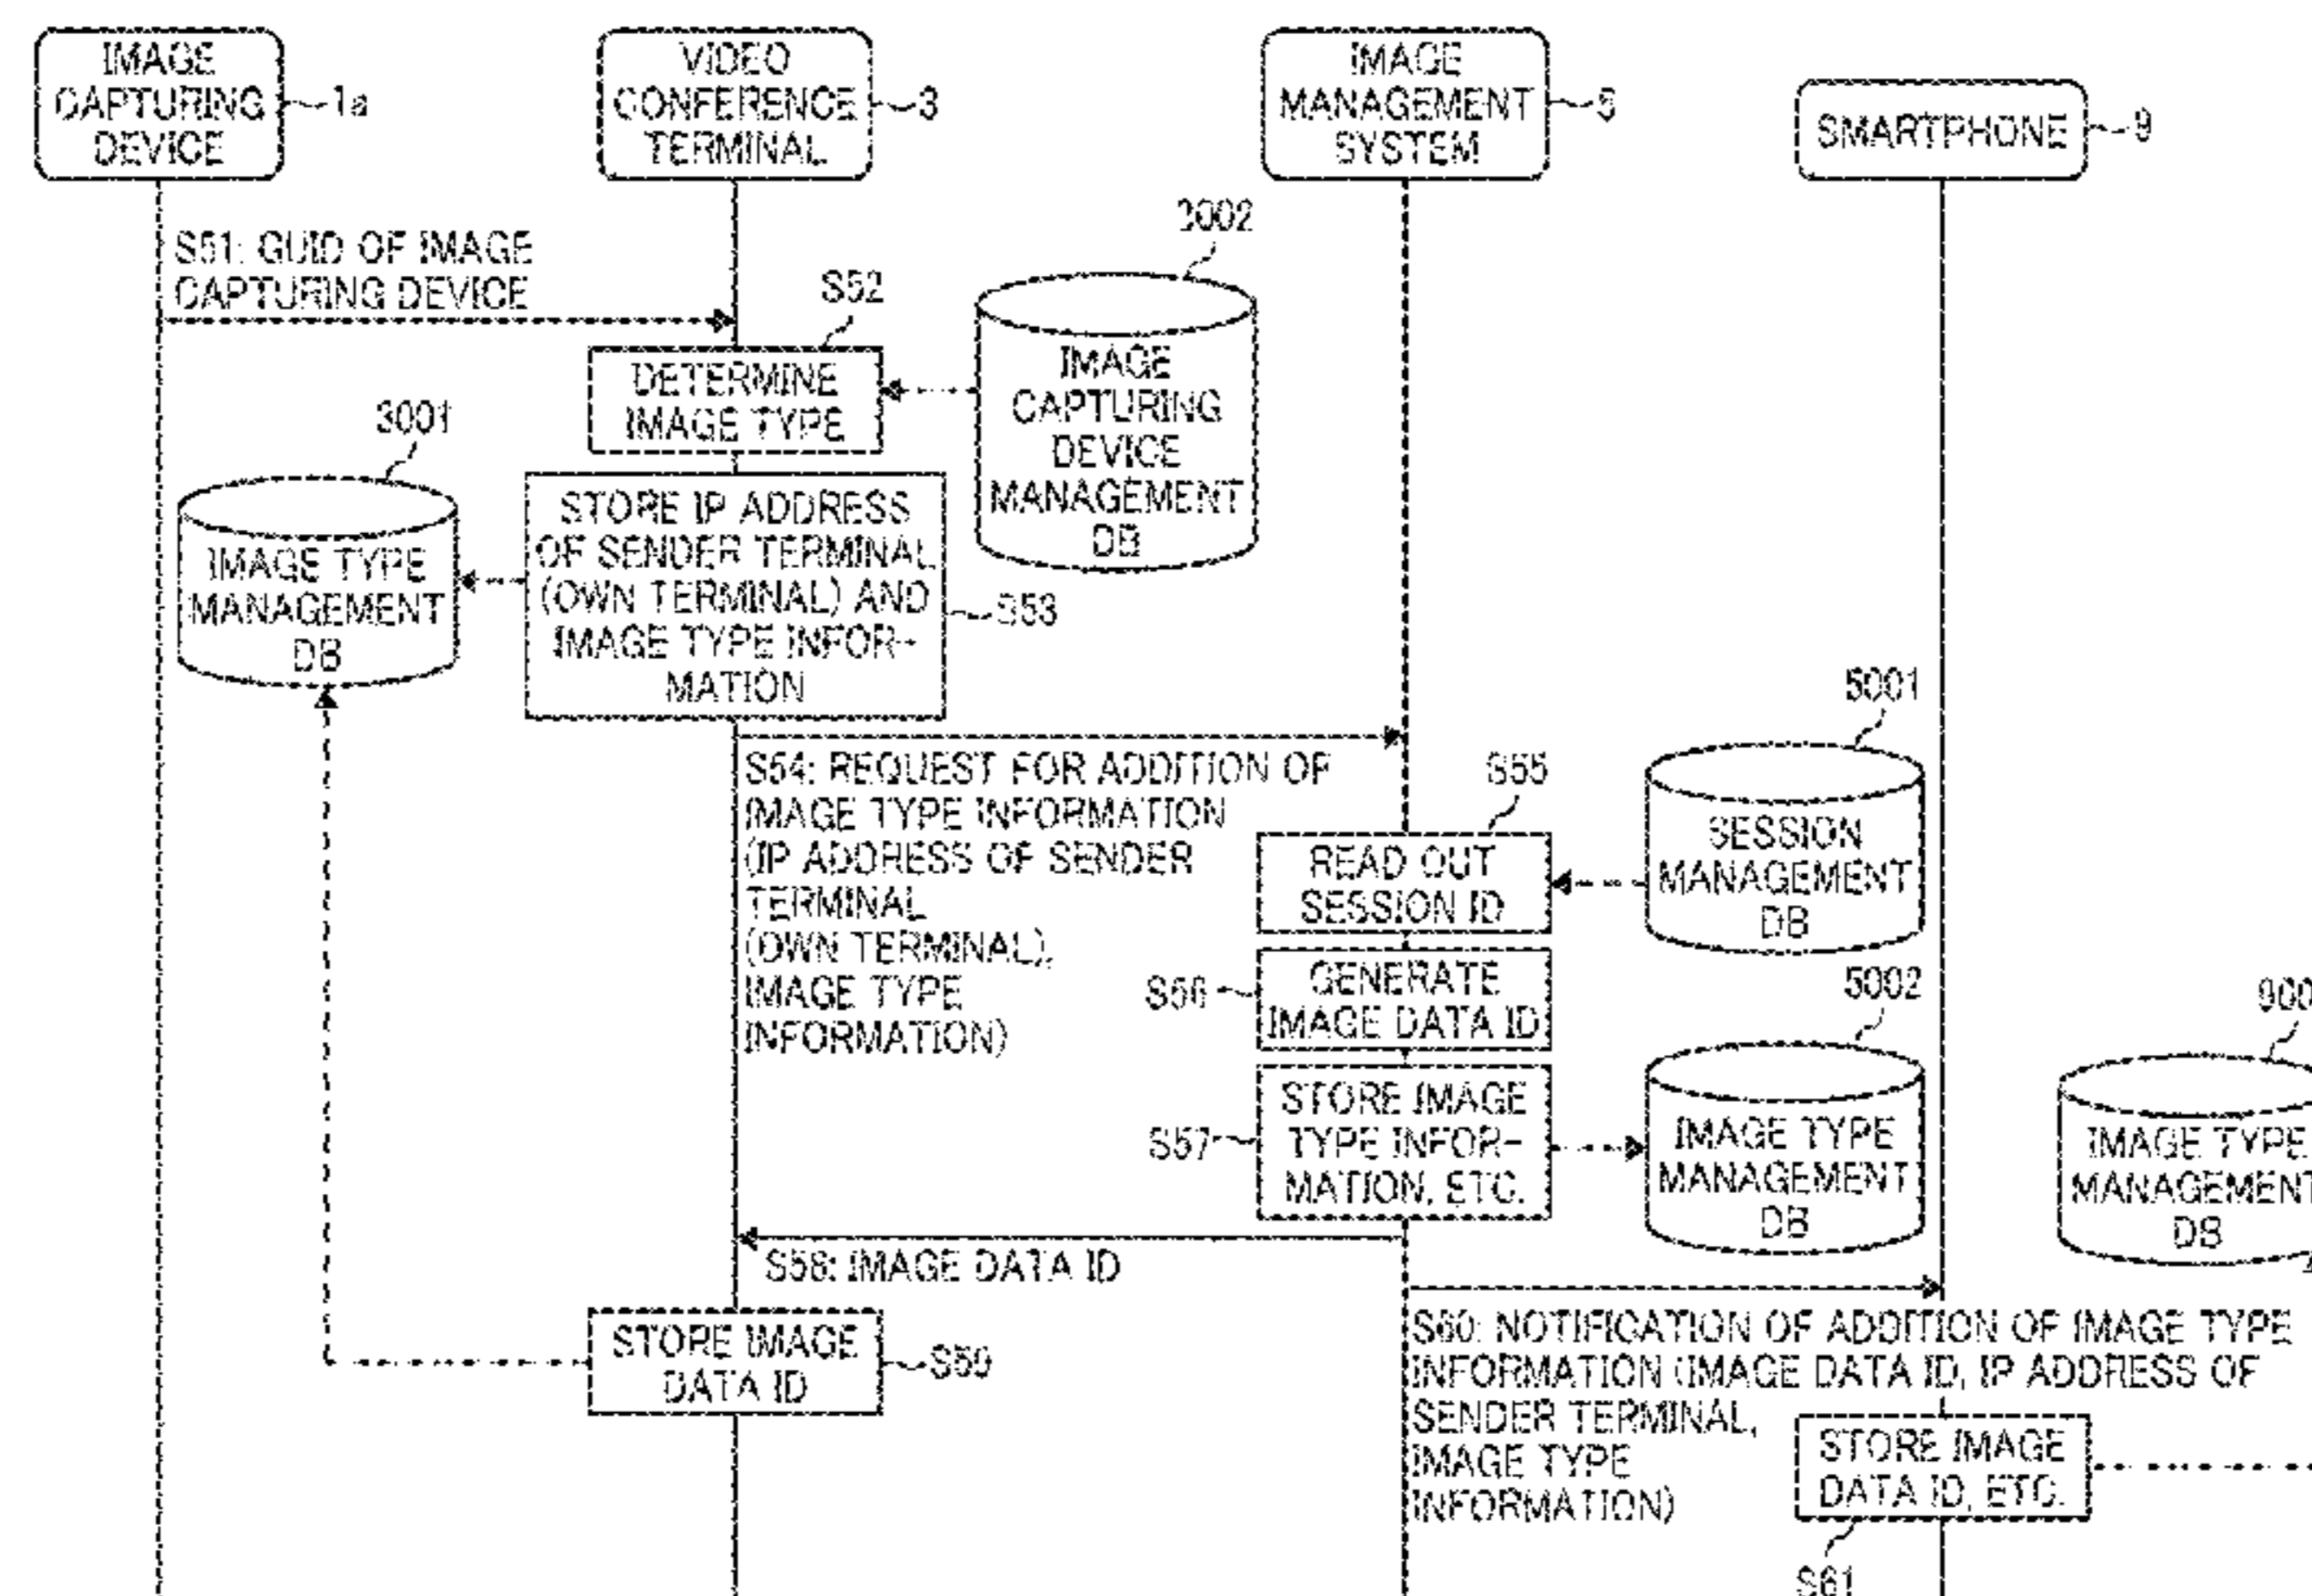 IMAGE
CAPTURING
DEVICE
1a
VIDEO
CONFERENCE
TERMINAL
3
IMAGE
MANAGEMENT
SYSTEM
5
SMARTPHONE
9
S51: GUID OF IMAGE
CAPTURING DEVICE
S52
3002
DETERMINE
IMAGE TYPE
IMAGE
CAPTURING
DEVICE
MANAGEMENT
DB
3001
IMAGE TYPE
MANAGEMENT
DB
STORE IP ADDRESS
OF SENDER TERMINAL
(OWN TERMINAL) AND
IMAGE TYPE INFOR-
MATION
S53
S54: REQUEST FOR ADDITION OF
IMAGE TYPE INFORMATION
(IP ADDRESS OF SENDER
TERMINAL
(OWN TERMINAL),
IMAGE TYPE
INFORMATION)
S55
READ OUT
SESSION ID
5001
SESSION
MANAGEMENT
DB
S56
GENERATE
IMAGE DATA ID
5002
IMAGE TYPE
MANAGEMENT
DB
S57
STORE IMAGE
TYPE INFOR-
MATION, ETC.
900
IMAGE TYPE
MANAGEMENT
DB
S58: IMAGE DATA ID
STORE IMAGE
DATA ID
S59
S60: NOTIFICATION OF ADDITION OF IMAGE TYPE
INFORMATION (IMAGE DATA ID, IP ADDRESS OF
SENDER TERMINAL,
IMAGE TYPE
INFORMATION)
STORE IMAGE
DATA ID, ETC.
S61